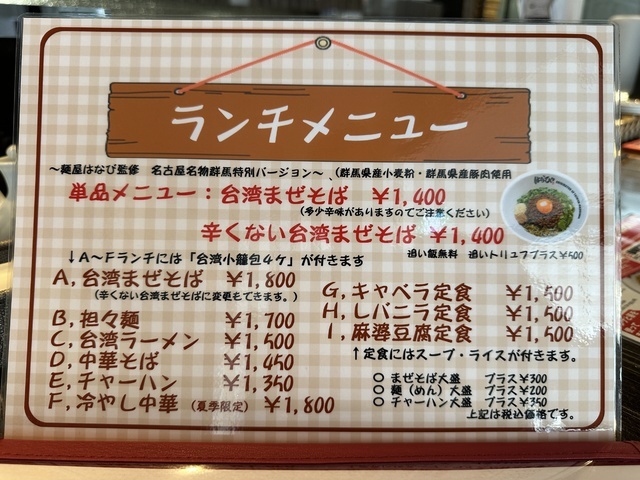 ランチメニュー
～麺屋はなび監修　名古屋名物群馬特別バージョン～、(群馬県産小麦粉・群馬県産豚肉使用
単品メニュー：台湾まぜそば　￥1,400
(多少辛味がありますのでご注意ください)
辛くない台湾まぜそば　￥1,400
追い飯無料　追いトリュフプラス￥500
↓A～Fランチには「台湾小籠包4ケ」が付きます
A, 台湾まぜそば　￥1,800
(辛くない台湾まぜそばに変更もできます。)
B, 担々麺　￥1,700
C, 台湾ラーメン　￥1,500
D, 中華そば　￥1,450
E, チャーハン　￥1,350
F, 冷やし中華 (夏季限定)　￥1,800
G, キャベラ定食　￥1,500
H, レバニラ定食　￥1,500
I, 麻婆豆腐定食　￥1,500
↑定食にはスープ・ライスが付きます。
○ まぜそば大盛　プラス￥300
○ 麺（めん）大盛　プラス￥200
○ チャーハン大盛　プラス￥350
上記は税込価格です。